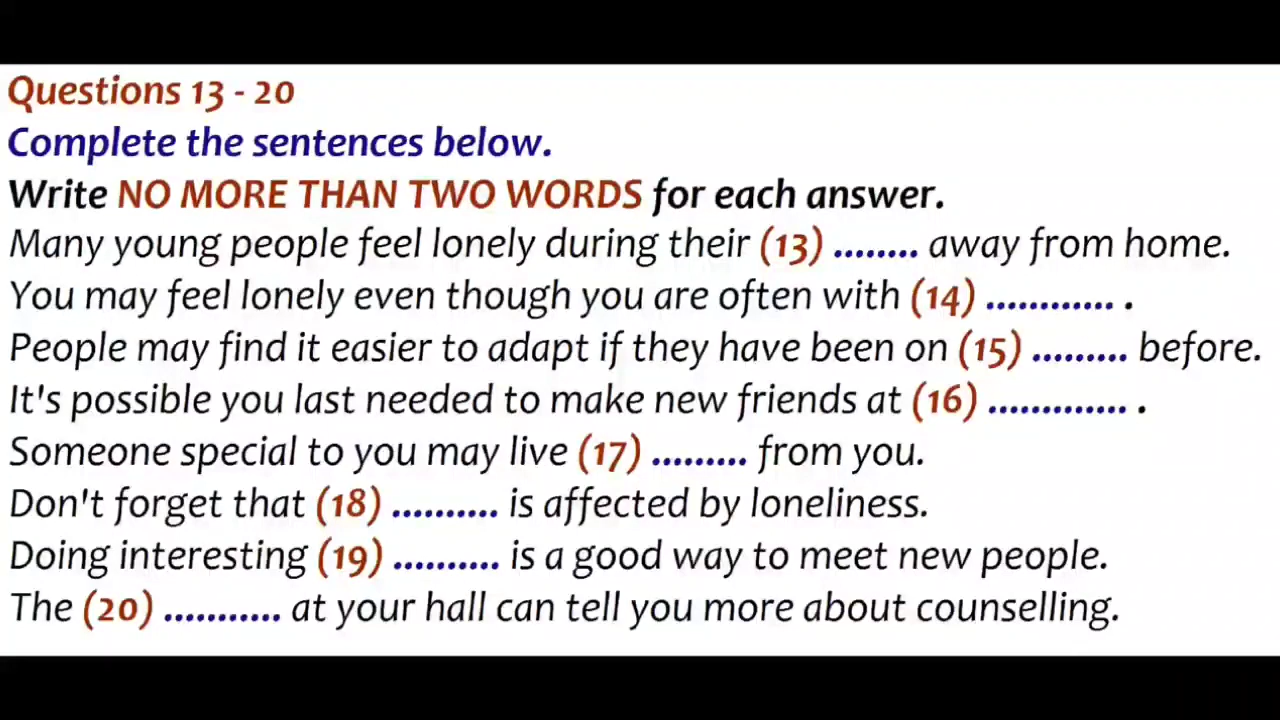 Questions 13 - 20
Complete the sentences below.
Write NO MORE THAN TWO WORDS for each answer.
Many young people feel lonely during their (13) ........ away from home.
You may feel lonely even though you are often with (14) ............ .
People may find it easier to adapt if they have been on (15) ......... before.
It's possible you last needed to make new friends at (16) ............. .
Someone special to you may live (17) ......... from you.
Don't forget that (18) .......... is affected by loneliness.
Doing interesting (19) .......... is a good way to meet new people.
The (20) ........... at your hall can tell you more about counselling.